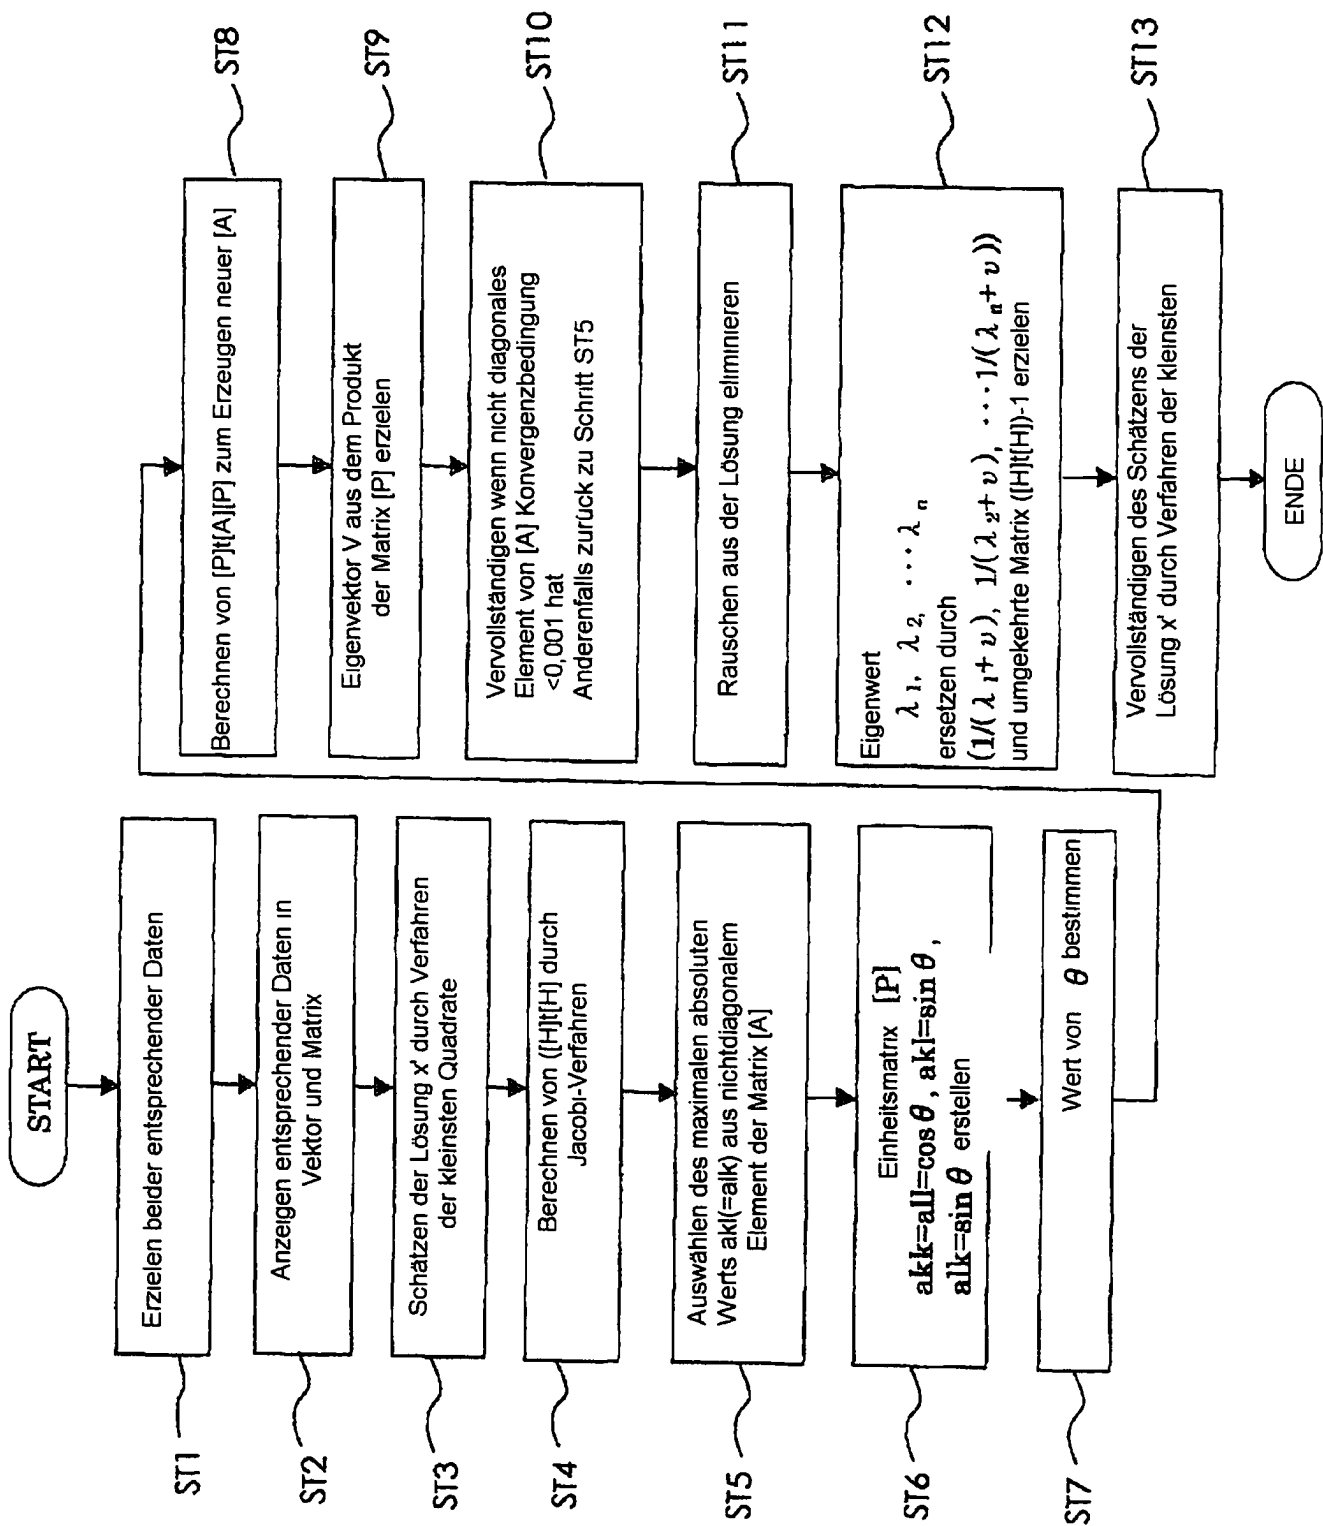 START
ST1
Erzielen beider entsprechender Daten
ST2
Anzeigen entsprechender Daten in
Vektor und Matrix
ST3
Schätzen der Lösung x' durch Verfahren
der kleinsten Quadrate
ST4
Berechnen von ([H]t[H] durch
Jacobi-Verfahren
ST5
Auswählen des maximalen absoluten
Werts akl(=alk) aus nichtdiagonalem
Element der Matrix [A]
ST6
Einheitsmatrix [P]
akk=all=cos θ, akl=sin θ,
alk=sin θ erstellen
ST7
Wert von θ bestimmen
ST8
Berechnen von [P]t[A][P] zum Erzeugen neuer [A]
ST9
Eigenvektor V aus dem Produkt
der Matrix [P] erzielen
ST10
Vervollständigen wenn nicht diagonales
Element von [A] Konvergenzbedingung
<0,001 hat
Anderenfalls zurück zu Schritt ST5
ST11
Rauschen aus der Lösung eliminieren
ST12
Eigenwert
λ 1, λ 2, ··· λ n
ersetzen durch
(1/(λ 1+ υ), 1/(λ 2+ υ), ···1/(λ n+ υ))
und umgekehrte Matrix ([H]t[H])-1 erzielen
ST13
Vervollständigen des Schätzens der
Lösung x' durch Verfahren der kleinsten
ENDE